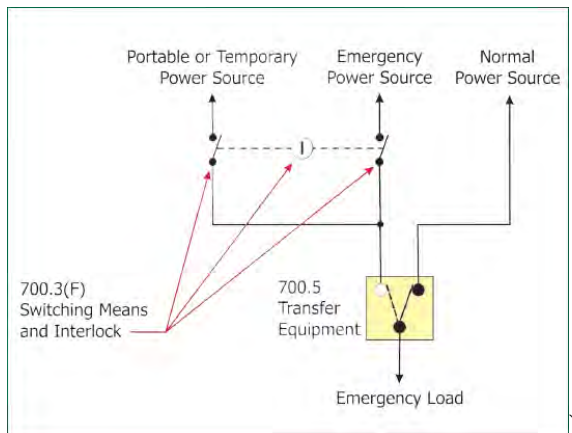 Portable or Temporary
Power Source
Emergency
Power Source
Normal
Power Source
I
700.3(F)
Switching Means
and Interlock
700.5
Transfer
Equipment
Emergency Load